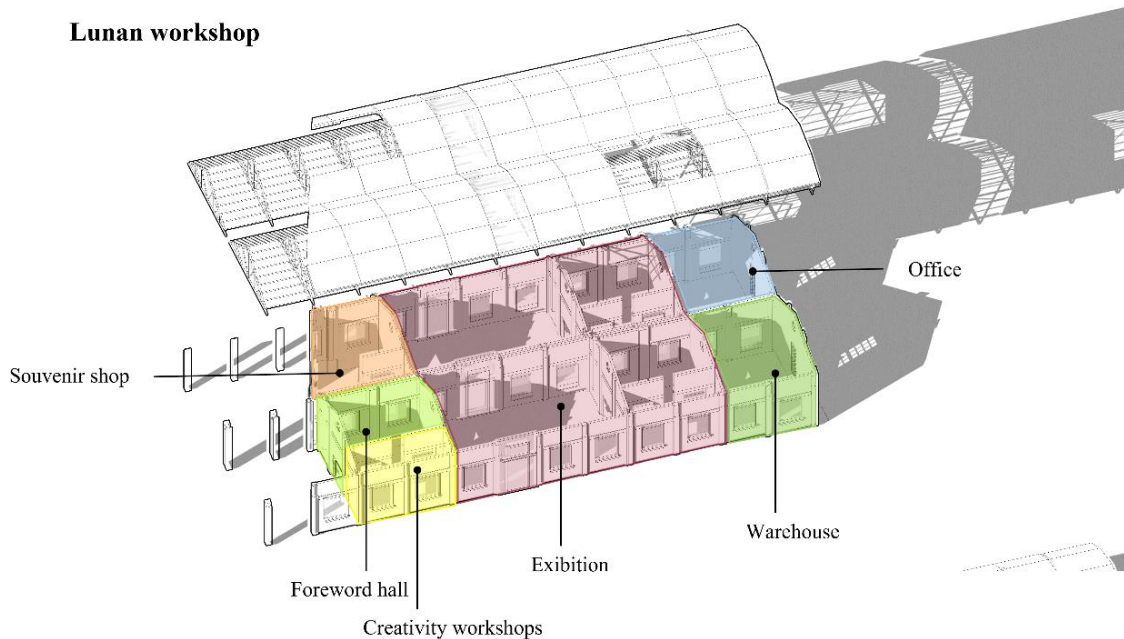 Lunan workshop
Office
Souvenir shop
Warehouse
Exibition
Foreword hall
Creativity workshops